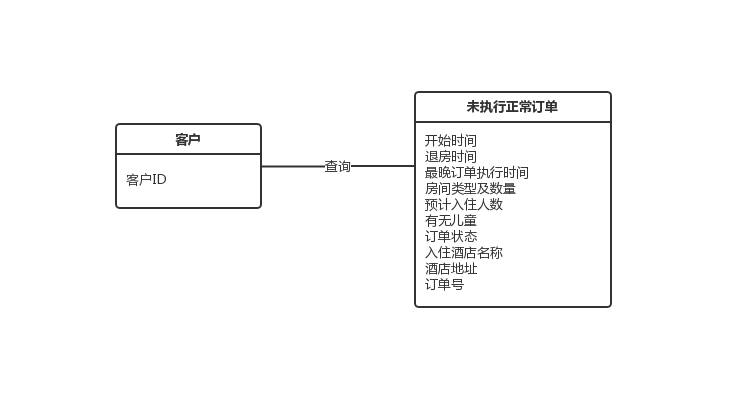 客户
客户ID
查询
未执行正常订单
开始时间
退房时间
最晚订单执行时间
房间类型及数量
预计入住人数
有无儿童
订单状态
入住酒店名称
酒店地址
订单号